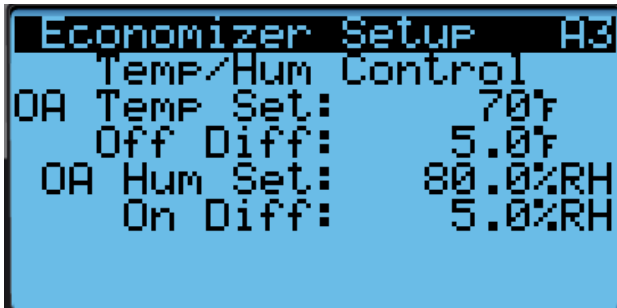 Economizer Setup A3
Temp/Hum Control
OA Temp Set: 70°F
Off Diff: 5.0°F
OA Hum Set: 80.0%RH
On Diff: 5.0%RH